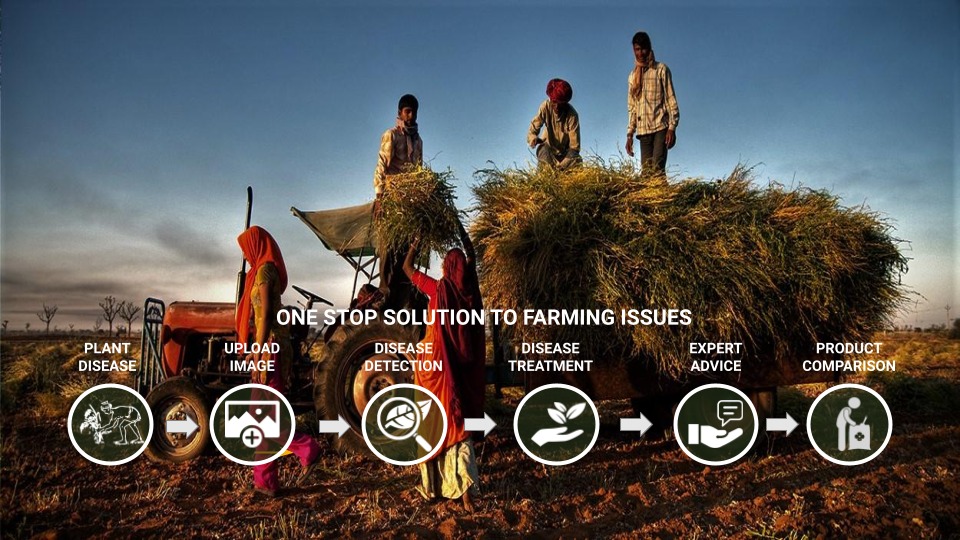 ONE STOP SOLUTION TO FARMING ISSUES
PLANT
DISEASE
UPLOAD
IMAGE
DISEASE
DETECTION
DISEASE
TREATMENT
EXPERT
ADVICE
PRODUCT
COMPARISON